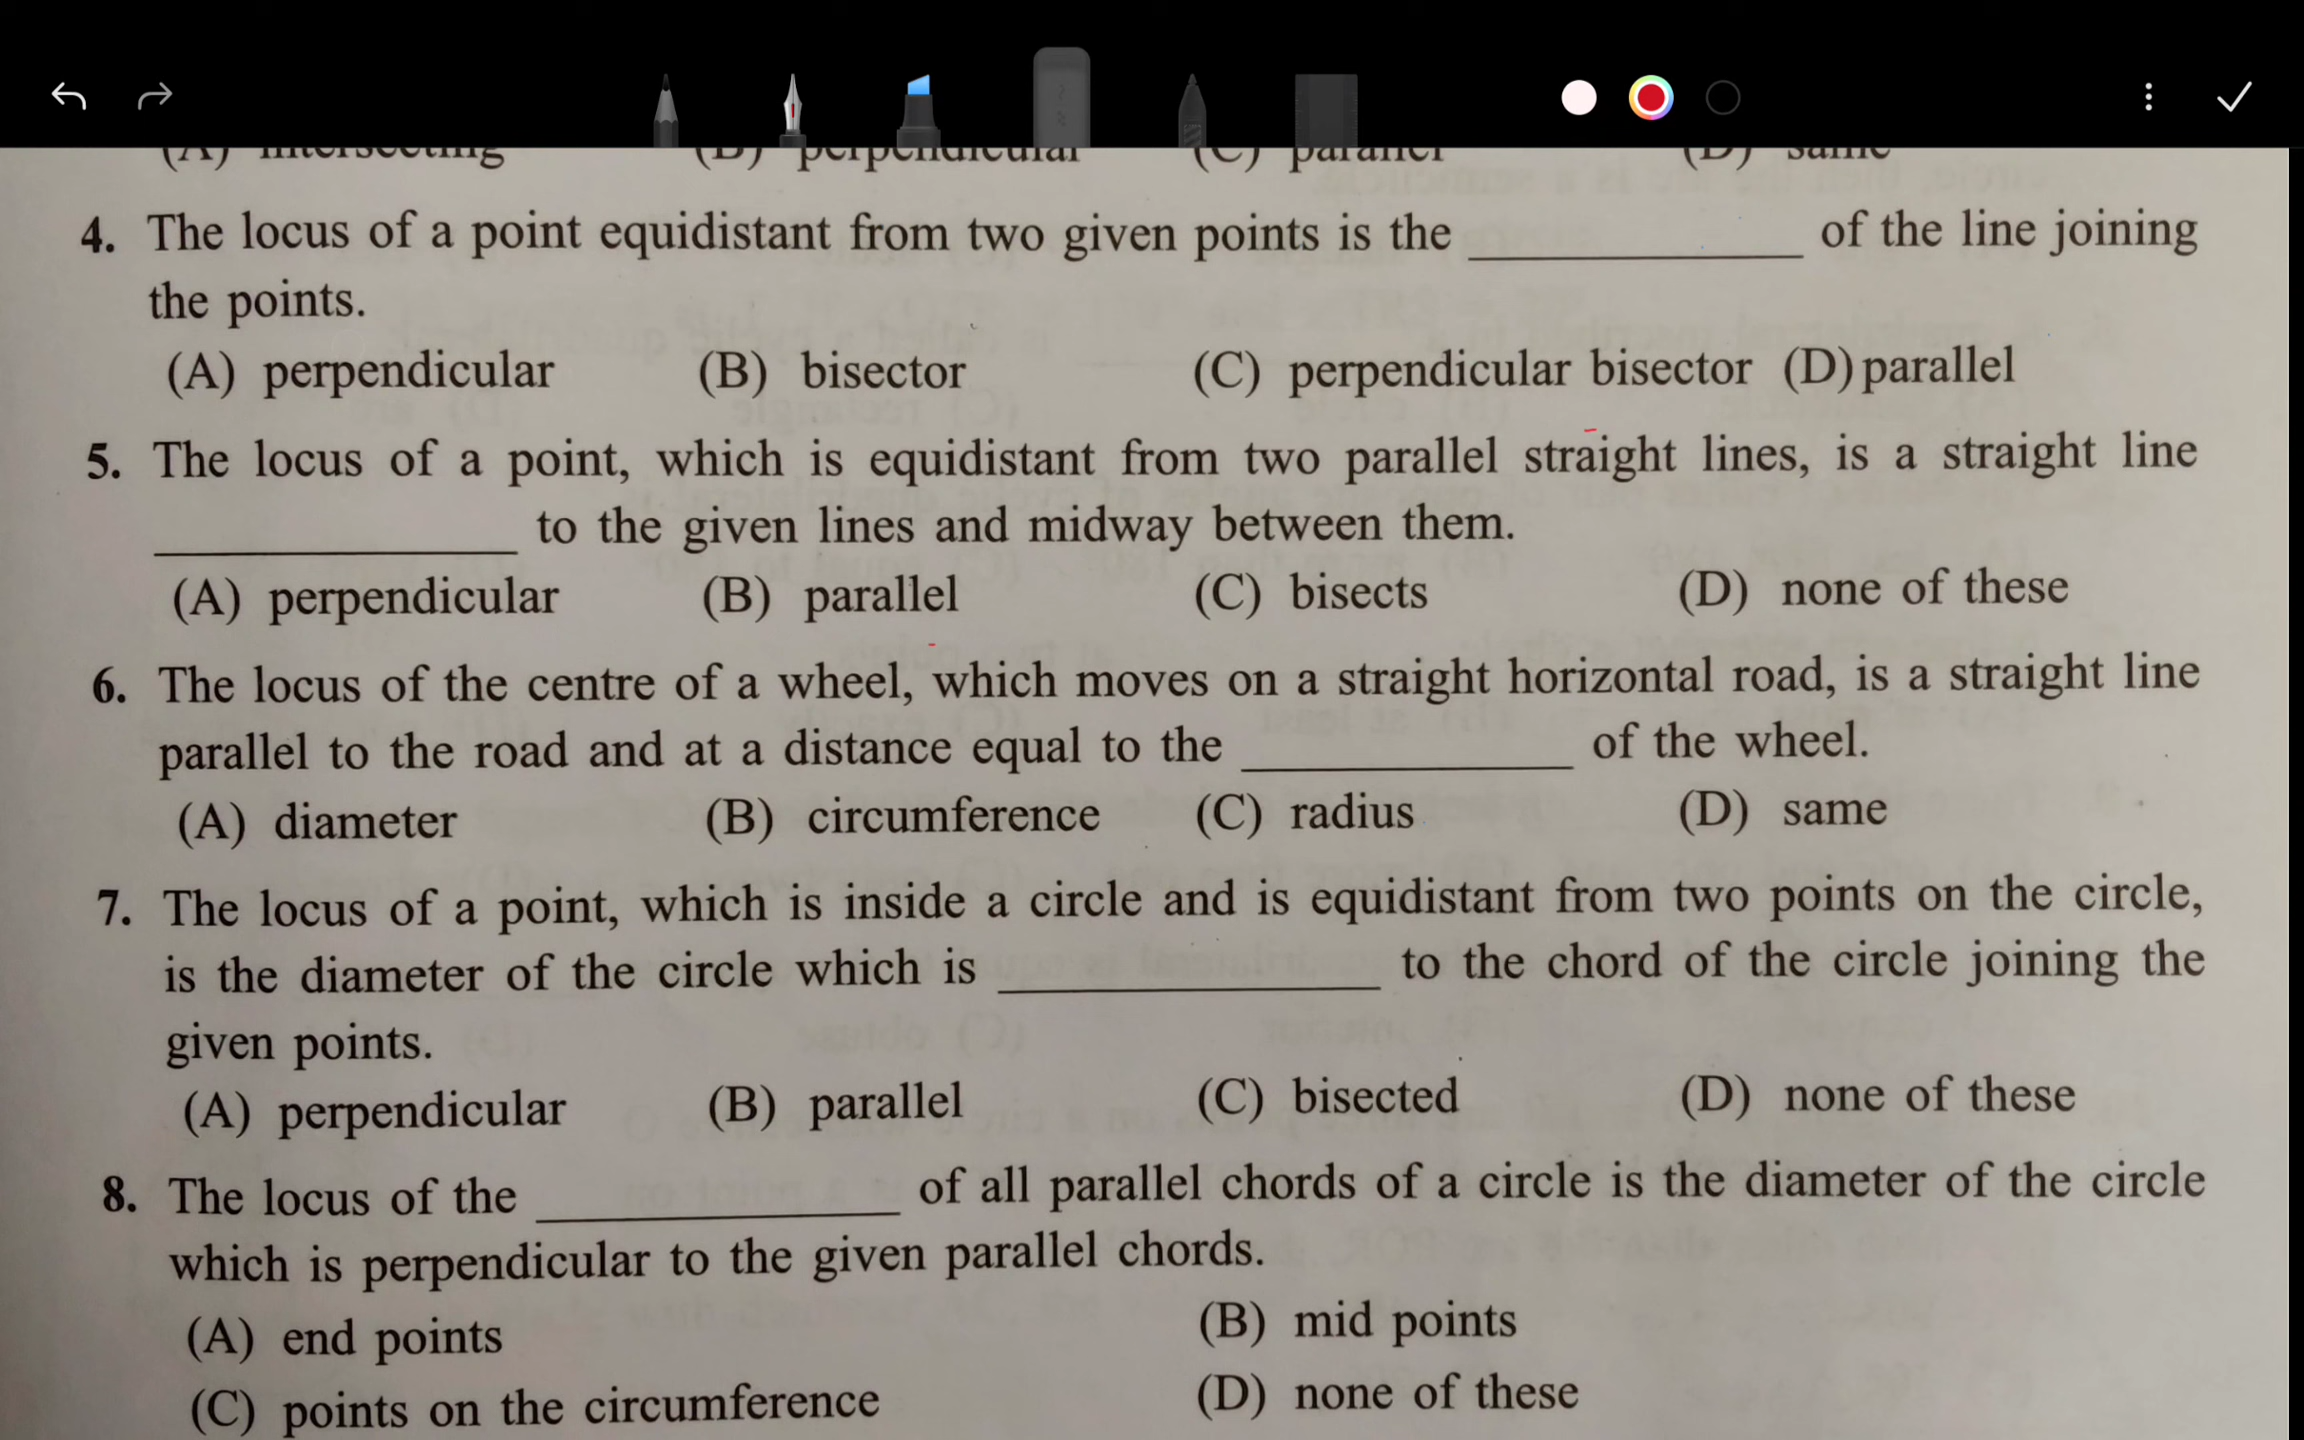 (A) intersecting (B) perpendicular (C) parallel (D) same
4. The locus of a point equidistant from two given points is the ____________ of the line joining
the points.
(A) perpendicular (B) bisector (C) perpendicular bisector (D) parallel
5. The locus of a point, which is equidistant from two parallel straight lines, is a straight line
____________ to the given lines and midway between them.
(A) perpendicular (B) parallel (C) bisects (D) none of these
6. The locus of the centre of a wheel, which moves on a straight horizontal road, is a straight line
parallel to the road and at a distance equal to the ____________ of the wheel.
(A) diameter (B) circumference (C) radius (D) same
7. The locus of a point, which is inside a circle and is equidistant from two points on the circle,
is the diameter of the circle which is ____________ to the chord of the circle joining the
given points.
(A) perpendicular (B) parallel (C) bisected (D) none of these
8. The locus of the ____________ of all parallel chords of a circle is the diameter of the circle
which is perpendicular to the given parallel chords.
(A) end points (B) mid points
(C) points on the circumference (D) none of these